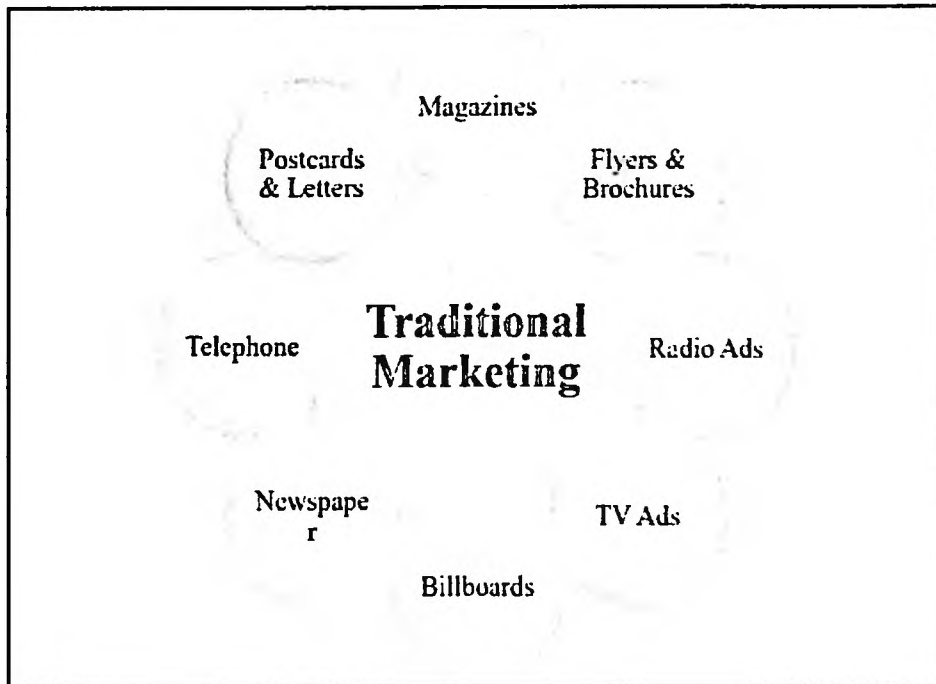 Magazines
Postcards
& Letters
Flyers &
Brochures
Traditional
Marketing
Telephone
Radio Ads
Newspape
r
TV Ads
Billboards